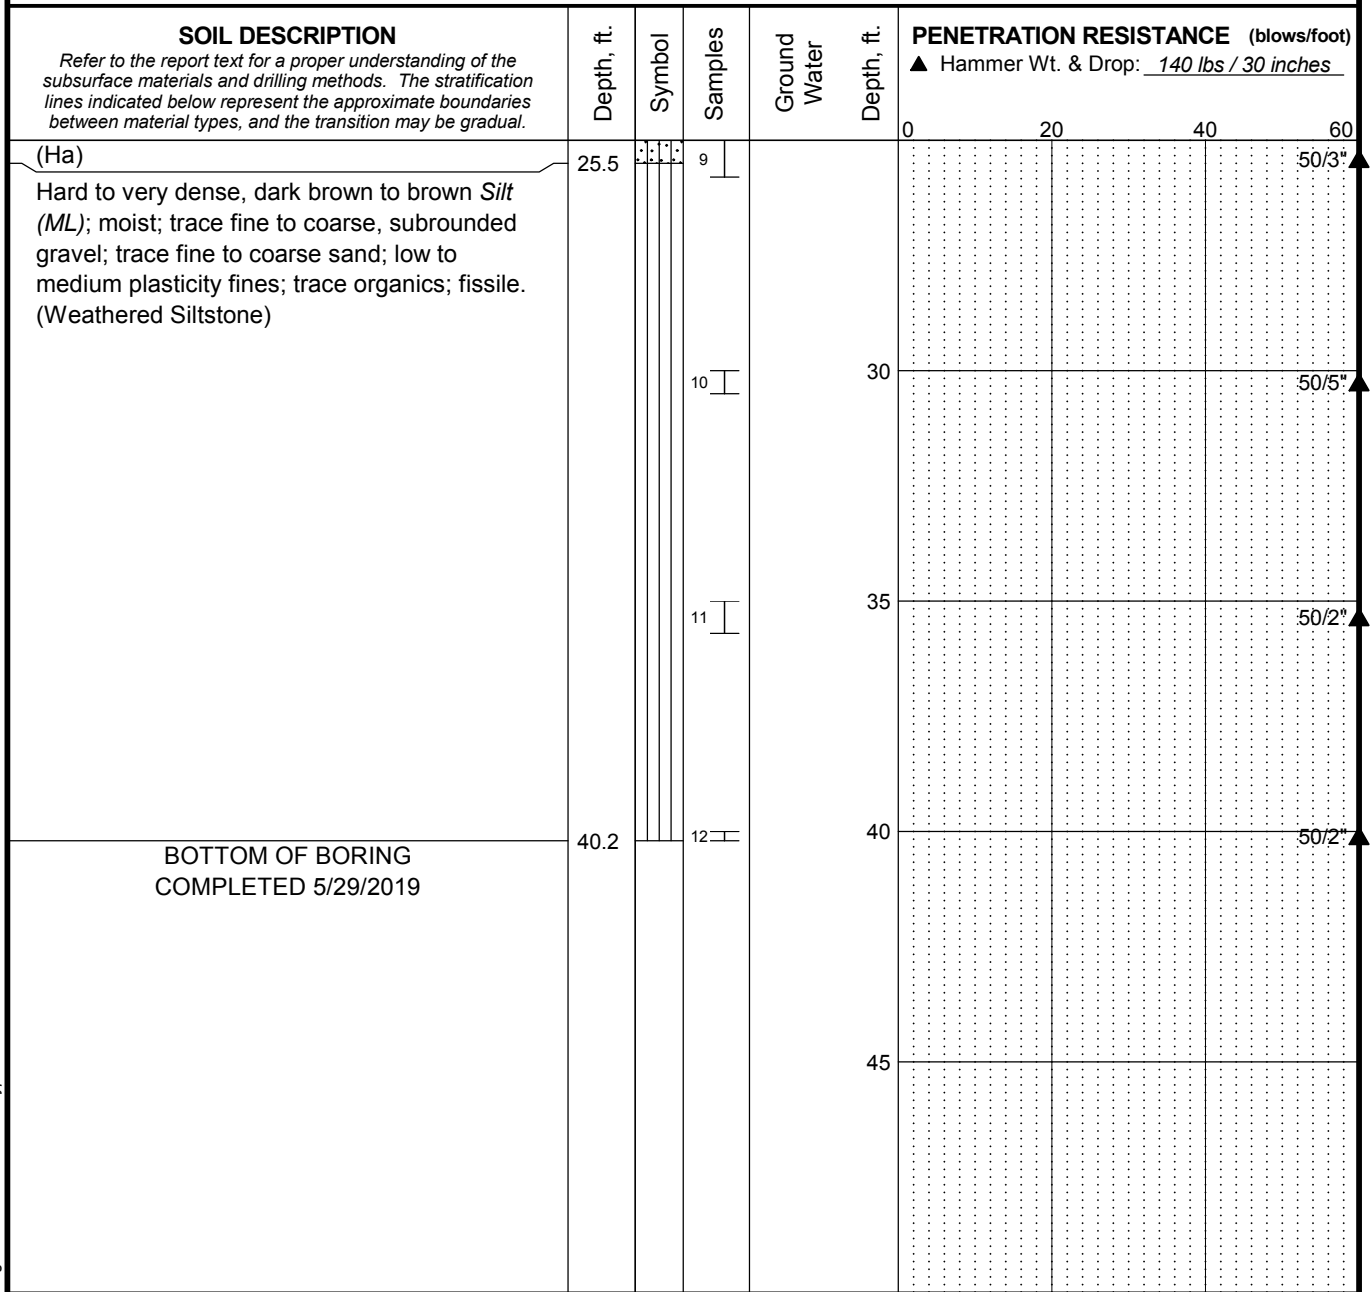 SOIL DESCRIPTION
Refer to the report text for a proper understanding of the
subsurface materials and drilling methods. The stratification
lines indicated below represent the approximate boundaries
between material types, and the transition may be gradual.
Depth, ft.
Symbol
Samples
Ground
Water
Depth, ft.
PENETRATION RESISTANCE (blows/foot)
▲ Hammer Wt. & Drop: 140 lbs / 30 inches
0 20 40 60
(Ha)
25.5
9
50/3"
Hard to very dense, dark brown to brown Silt
(ML); moist; trace fine to coarse, subrounded
gravel; trace fine to coarse sand; low to
medium plasticity fines; trace organics; fissile.
(Weathered Siltstone)
10
30
50/5"
11
35
50/2"
40.2
12
40
50/2"
BOTTOM OF BORING
COMPLETED 5/29/2019
45